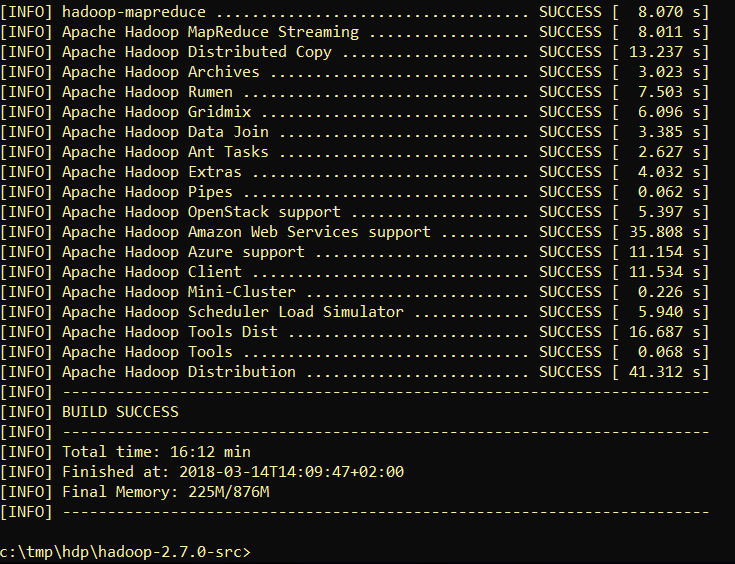 [INFO] hadoop-mapreduce ................................... SUCCESS [  8.070 s]
[INFO] Apache Hadoop MapReduce Streaming .................. SUCCESS [  8.011 s]
[INFO] Apache Hadoop Distributed Copy ..................... SUCCESS [ 13.237 s]
[INFO] Apache Hadoop Archives ............................. SUCCESS [  3.023 s]
[INFO] Apache Hadoop Rumen ................................ SUCCESS [  7.503 s]
[INFO] Apache Hadoop Gridmix .............................. SUCCESS [  6.096 s]
[INFO] Apache Hadoop Data Join ............................ SUCCESS [  3.385 s]
[INFO] Apache Hadoop Ant Tasks ............................ SUCCESS [  2.627 s]
[INFO] Apache Hadoop Extras ............................... SUCCESS [  4.032 s]
[INFO] Apache Hadoop Pipes ................................ SUCCESS [  0.062 s]
[INFO] Apache Hadoop OpenStack support .................... SUCCESS [  5.397 s]
[INFO] Apache Hadoop Amazon Web Services support .......... SUCCESS [ 35.808 s]
[INFO] Apache Hadoop Azure support ........................ SUCCESS [ 11.154 s]
[INFO] Apache Hadoop Client ............................... SUCCESS [ 11.534 s]
[INFO] Apache Hadoop Mini-Cluster ......................... SUCCESS [  0.226 s]
[INFO] Apache Hadoop Scheduler Load Simulator ............. SUCCESS [  5.940 s]
[INFO] Apache Hadoop Tools Dist ........................... SUCCESS [ 16.687 s]
[INFO] Apache Hadoop Tools ................................ SUCCESS [  0.068 s]
[INFO] Apache Hadoop Distribution ......................... SUCCESS [ 41.312 s]
[INFO] ------------------------------------------------------------------------
[INFO] BUILD SUCCESS
[INFO] ------------------------------------------------------------------------
[INFO] Total time: 16:12 min
[INFO] Finished at: 2018-03-14T14:09:47+02:00
[INFO] Final Memory: 225M/876M
[INFO] ------------------------------------------------------------------------
c:\tmp\hdp\hadoop-2.7.0-src>